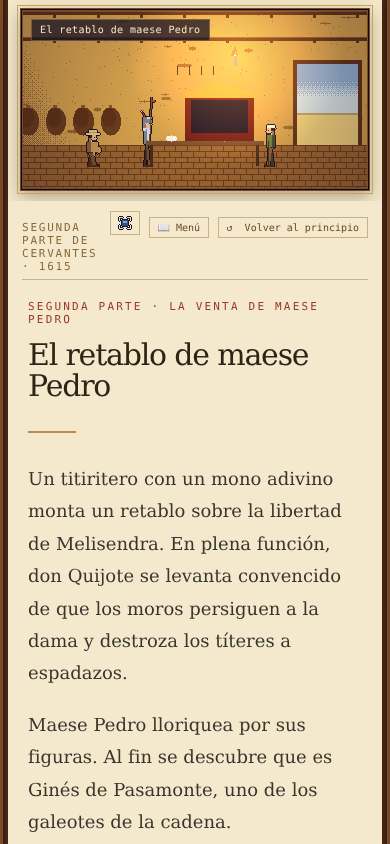 El retablo de maese Pedro
SEGUNDA
PARTE DE
CERVANTES
· 1615
📖 Menú
↺ Volver al principio
SEGUNDA PARTE · LA VENTA DE MAESE
PEDRO
El retablo de maese
Pedro
Un titiritero con un mono adivino
monta un retablo sobre la libertad
de Melisendra. En plena función,
don Quijote se levanta convencido
de que los moros persiguen a la
dama y destroza los títeres a
espadazos.
Maese Pedro lloriquea por sus
figuras. Al fin se descubre que es
Ginés de Pasamonte, uno de los
galeotes de la cadena.